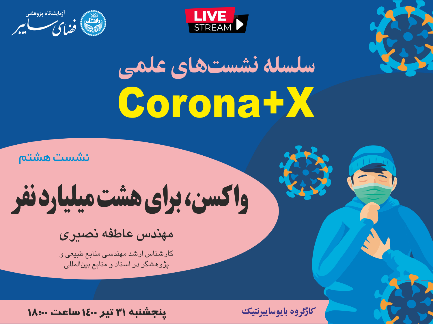 آزمایشگاه پژوهشی
فضای سایبر
LIVE
STREAM
سلسله نشست‌های علمی
Corona+X
نشست هشتم
واکسن، برای هشت میلیارد نفر
مهندس عاطفه نصیری
کارشناس ارشد مهندسی منابع طبیعی و
پژوهشگر در اسناد و منابع بین‌المللی
پنجشنبه ۳۱ تیر ۱۴۰۰ ساعت ۱۸:۰۰
کارگروه بایوسایبرنتیک